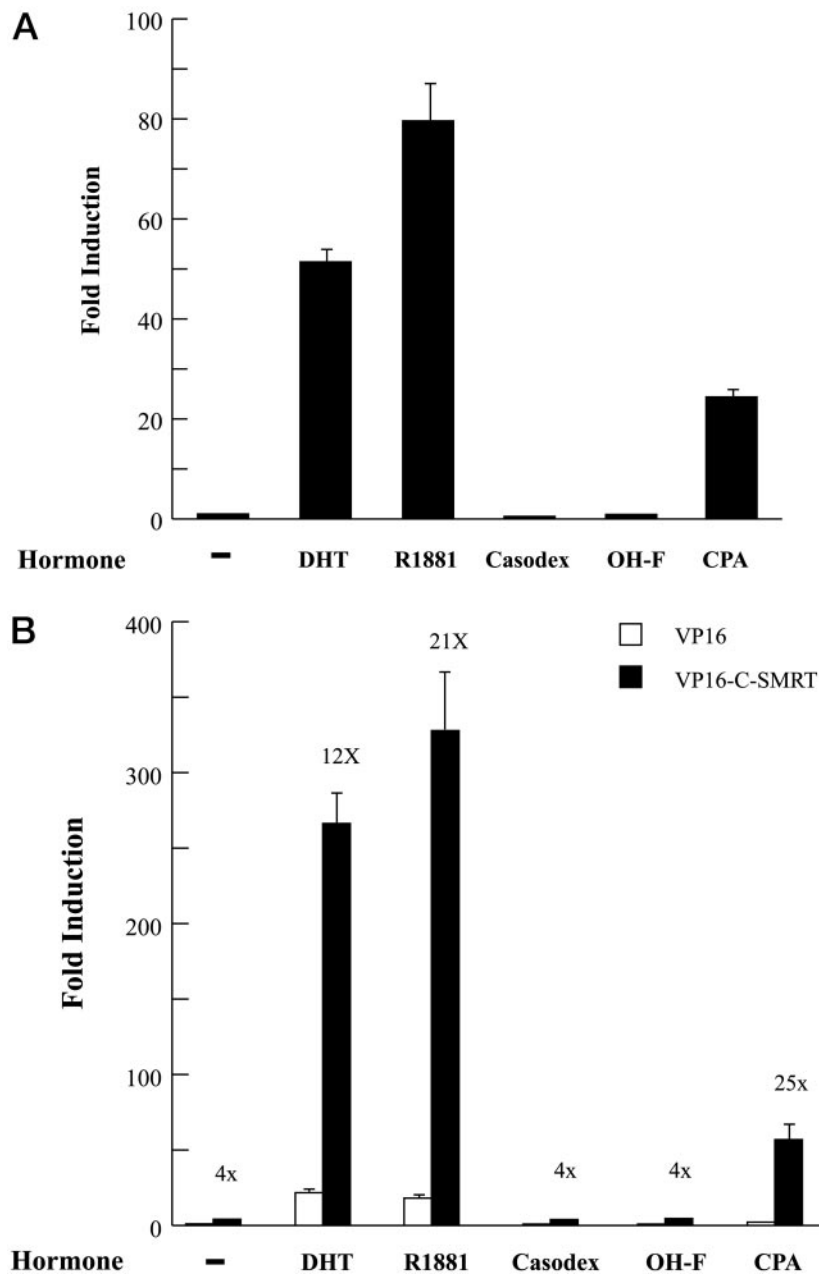 A
100
80
60
40
20
0
Fold Induction
Hormone - DHT R1881 Casodex OH-F CPA
B
400
300
200
100
0
Fold Induction
VP16
VP16-C-SMRT
4x 12X 21X 4x 4x 25x
Hormone - DHT R1881 Casodex OH-F CPA